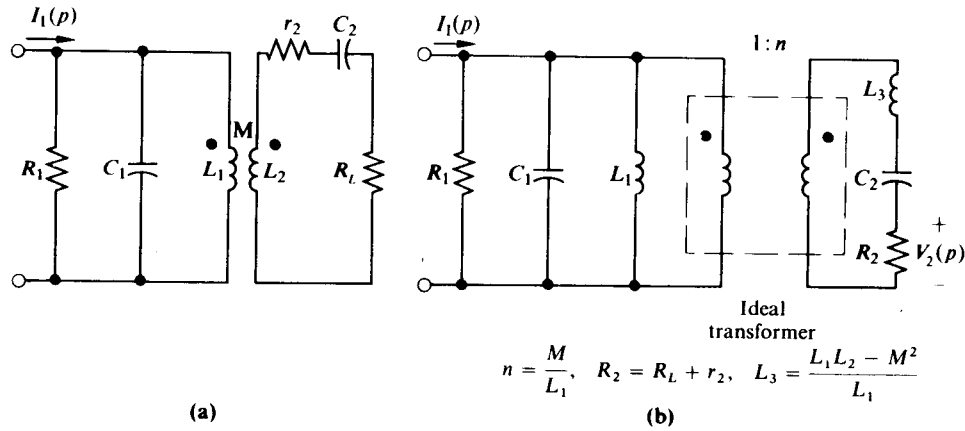 I₁(p)
r₂
C₂
R₁
C₁
L₁
M
L₂
R_L
(a)
I₁(p)
1:n
R₁
C₁
L₁
L₃
C₂
R₂
+
V₂(p)
−
Ideal
transformer
n = M/L₁, R₂ = R_L + r₂, L₃ = (L₁L₂ − M²)/L₁
(b)